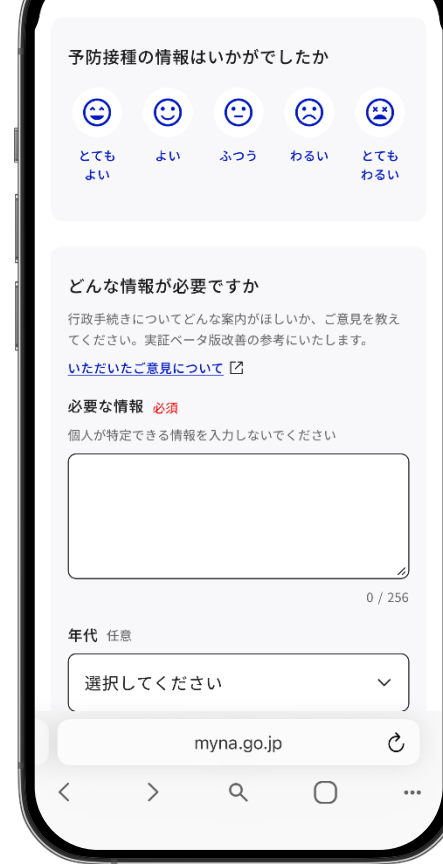 予防接種の情報はいかがでしたか
とても
よい
よい
ふつう
わるい
とても
わるい
どんな情報が必要ですか
行政手続きについてどんな案内がほしいか、ご意見を教え
てください。実証ベータ版改善の参考にいたします。
いただいたご意見について
必要な情報 必須
個人が特定できる情報を入力しないでください
0 / 256
年代 任意
選択してください
myna.go.jp